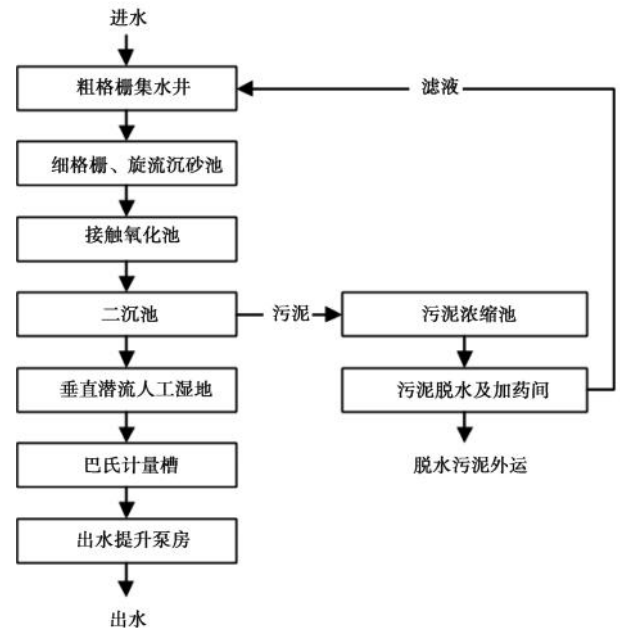 进水
粗格栅集水井
滤液
细格栅、旋流沉砂池
接触氧化池
二沉池
污泥
污泥浓缩池
垂直潜流人工湿地
污泥脱水及加药间
巴氏计量槽
脱水污泥外运
出水提升泵房
出水